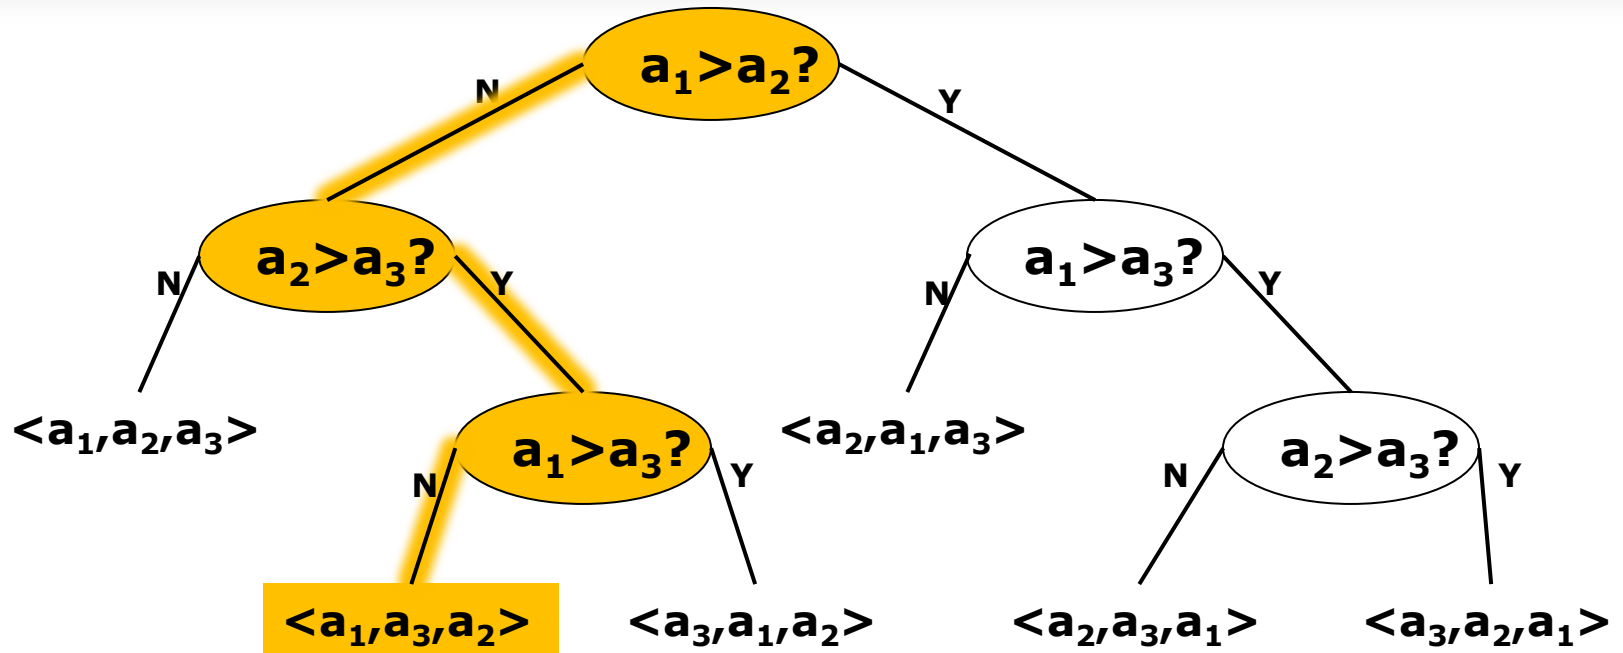 a₁>a₂?
N
Y
a₂>a₃?
a₁>a₃?
N
Y
N
Y
<a₁,a₂,a₃>
a₁>a₃?
<a₂,a₁,a₃>
a₂>a₃?
N
Y
N
Y
<a₁,a₃,a₂>
<a₃,a₁,a₂>
<a₂,a₃,a₁>
<a₃,a₂,a₁>